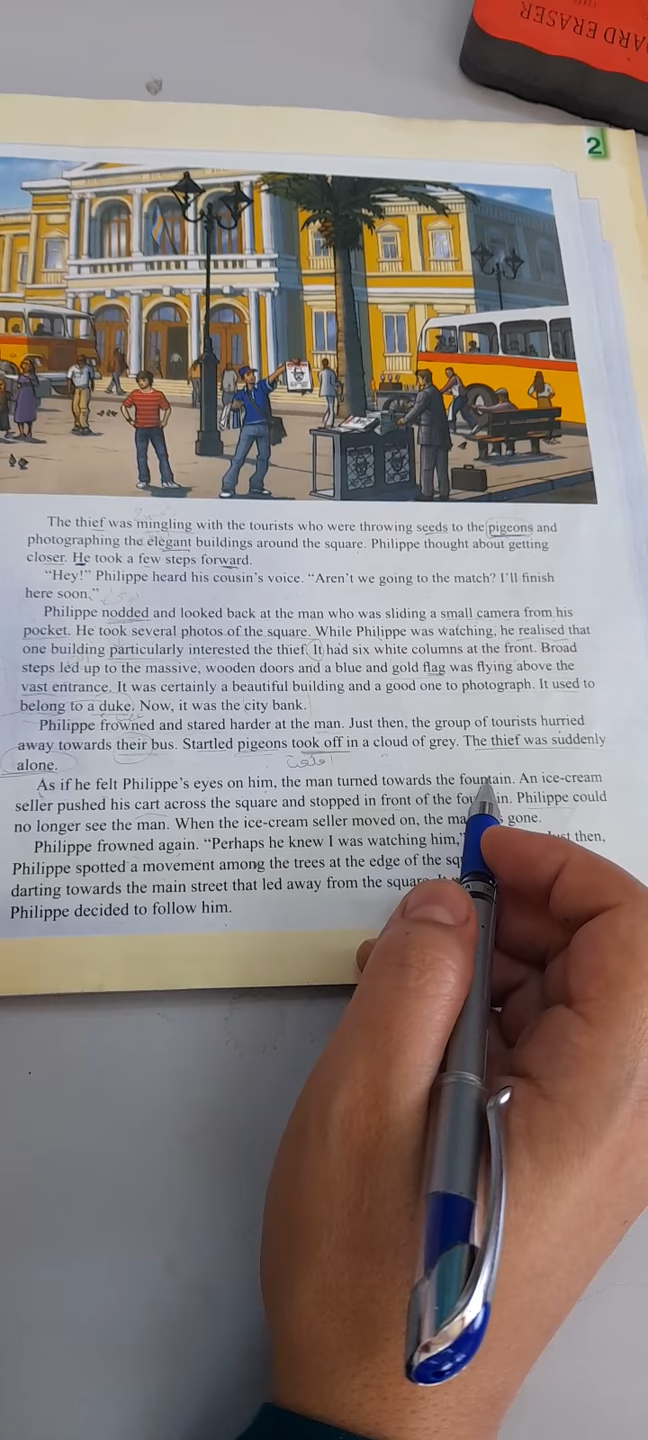 ARD ERASER
2
The thief was mingling with the tourists who were throwing seeds to the pigeons and
photographing the elegant buildings around the square. Philippe thought about getting
closer. He took a few steps forward.
"Hey!" Philippe heard his cousin's voice. "Aren't we going to the match? I'll finish
here soon."
Philippe nodded and looked back at the man who was sliding a small camera from his
pocket. He took several photos of the square. While Philippe was watching, he realised that
one building particularly interested the thief. It had six white columns at the front. Broad
steps led up to the massive, wooden doors and a blue and gold flag was flying above the
vast entrance. It was certainly a beautiful building and a good one to photograph. It used to
belong to a duke. Now, it was the city bank.
Philippe frowned and stared harder at the man. Just then, the group of tourists hurried
away towards their bus. Startled pigeons took off in a cloud of grey. The thief was suddenly
alone.
As if he felt Philippe's eyes on him, the man turned towards the fountain. An ice-cream
seller pushed his cart across the square and stopped in front of the in. Philippe could
no longer see the man. When the ice-cream seller moved on, the gone.
Philippe frowned again. "Perhaps he knew I was watching him," then,
Philippe spotted a movement among the trees at the edge of the
darting towards the main street that led away from the square.
Philippe decided to follow him.